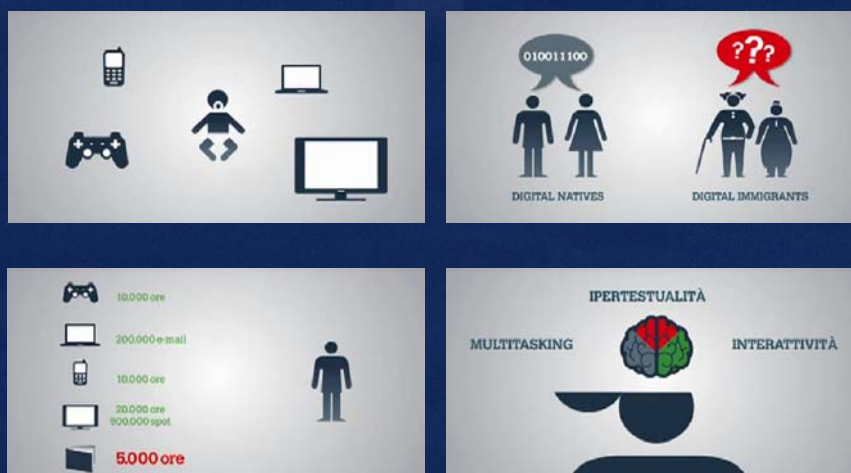 010011100
???
DIGITAL NATIVES
DIGITAL IMMIGRANTS
10.000 ore
200.000 e-mail
10.000 ore
20.000 ore
500.000 spot
5.000 ore
IPERTESTUALITÀ
MULTITASKING
INTERATTIVITÀ